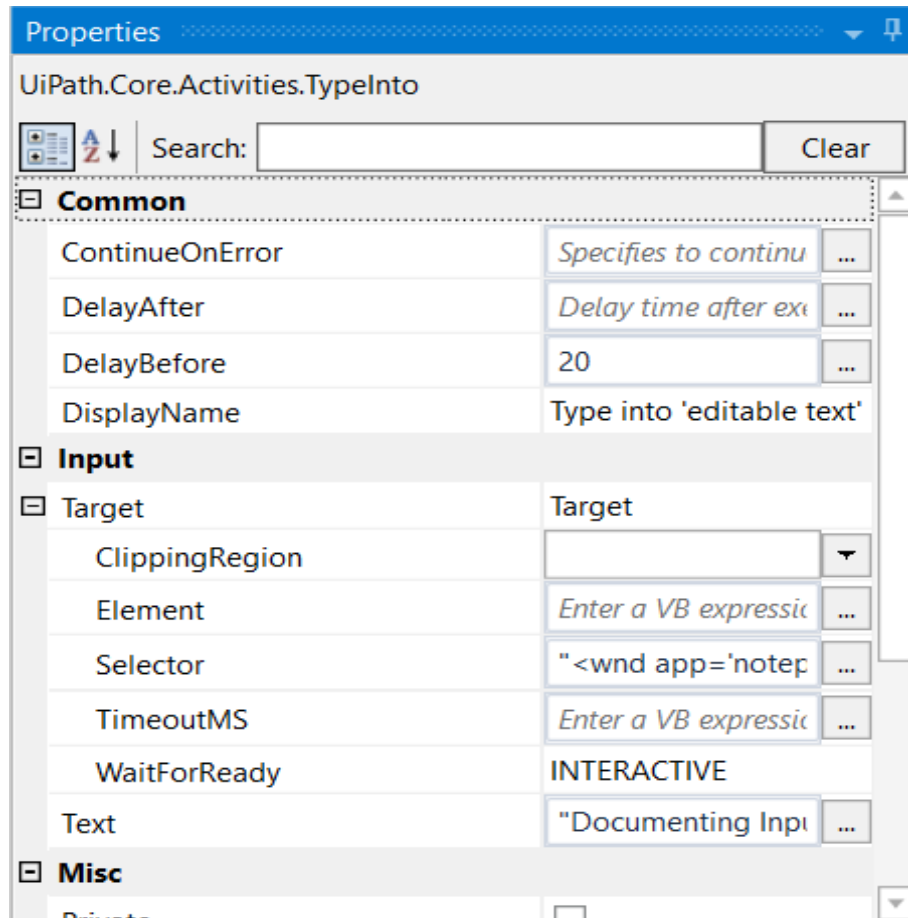 Properties
UiPath.Core.Activities.TypeInto
Search: Clear
Common
ContinueOnError Specifies to continu ...
DelayAfter Delay time after exe ...
DelayBefore 20 ...
DisplayName Type into 'editable text'
Input
Target Target
ClippingRegion
Element Enter a VB expressic ...
Selector "<wnd app='notep ...
TimeoutMS Enter a VB expressic ...
WaitForReady INTERACTIVE
Text "Documenting Inpu ...
Misc